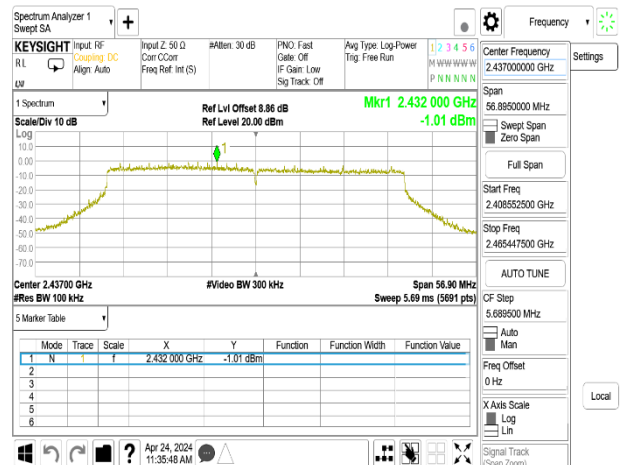 Spectrum Analyzer 1
Swept SA
Frequency
KEYSIGHT
RL
Input: RF
Coupling: DC
Align: Auto
Input Z: 50 Ω
Corr CCorr
Freq Ref: Int (S)
#Atten: 30 dB
PNO: Fast
Gate: Off
IF Gain: Low
Sig Track: Off
Avg Type: Log-Power
Trig: Free Run
1 2 3 4 5 6
M W W W W W
P N N N N N
Settings
Center Frequency
2.437000000 GHz
Span
56.8950000 MHz
Swept Span
Zero Span
Full Span
Start Freq
2.408552500 GHz
Stop Freq
2.465447500 GHz
AUTO TUNE
CF Step
5.689500 MHz
Auto
Man
Freq Offset
0 Hz
X Axis Scale
Log
Lin
Signal Track
(Span Zoom)
Local
1 Spectrum
Scale/Div 10 dB
Log
Ref Lvl Offset 8.86 dB
Ref Level 20.00 dBm
Mkr1 2.432 000 GHz
-1.01 dBm
1
10.0
0.00
-10.0
-20.0
-30.0
-40.0
-50.0
-60.0
-70.0
Center 2.43700 GHz
#Res BW 100 kHz
#Video BW 300 kHz
Span 56.90 MHz
Sweep 5.69 ms (5691 pts)
5 Marker Table
Mode Trace Scale X Y Function Function Width Function Value
1 N 1 f 2.432 000 GHz -1.01 dBm
2
3
4
5
6
?
Apr 24, 2024
11:35:48 AM